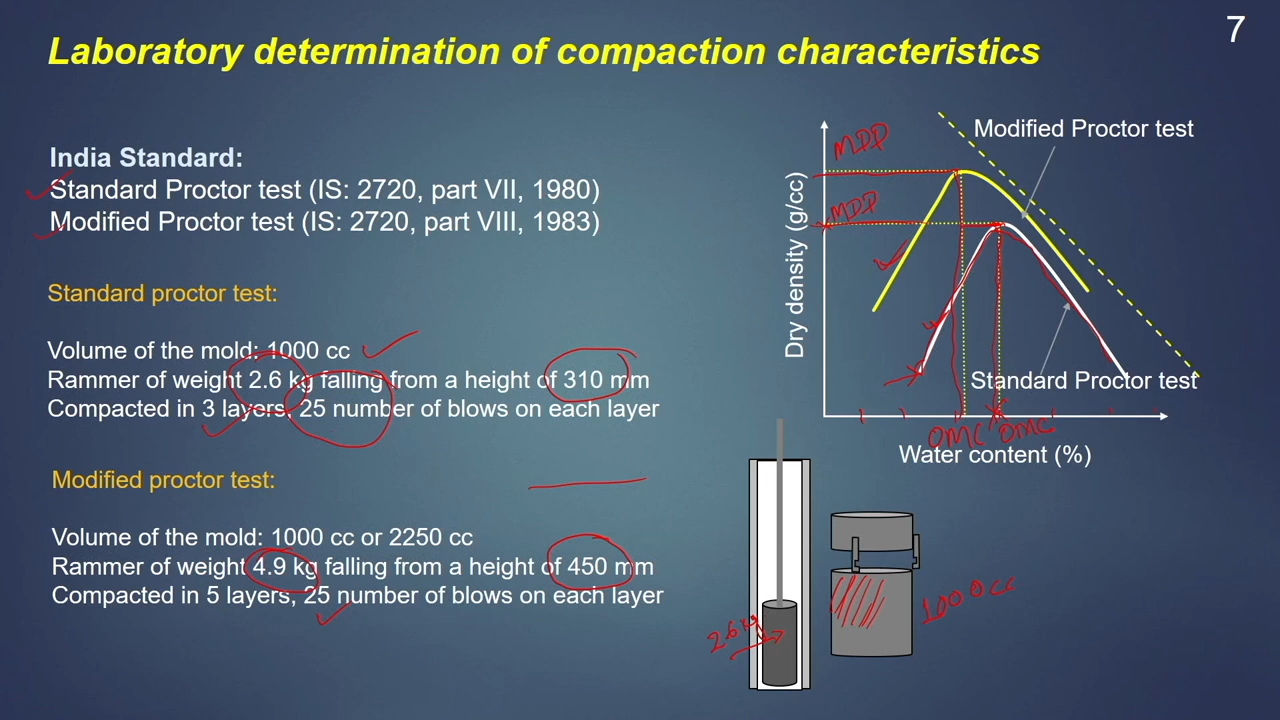 7
Laboratory determination of compaction characteristics
India Standard:
Standard Proctor test (IS: 2720, part VII, 1980)
Modified Proctor test (IS: 2720, part VIII, 1983)
Standard proctor test:
Volume of the mold: 1000 cc
Rammer of weight 2.6 kg falling from a height of 310 mm
Compacted in 3 layers, 25 number of blows on each layer
Modified proctor test:
Volume of the mold: 1000 cc or 2250 cc
Rammer of weight 4.9 kg falling from a height of 450 mm
Compacted in 5 layers, 25 number of blows on each layer
Modified Proctor test
MDD
MDD
Dry density (g/cc)
Standard Proctor test
OMC OMC
Water content (%)
2.6 kg
1000 cc